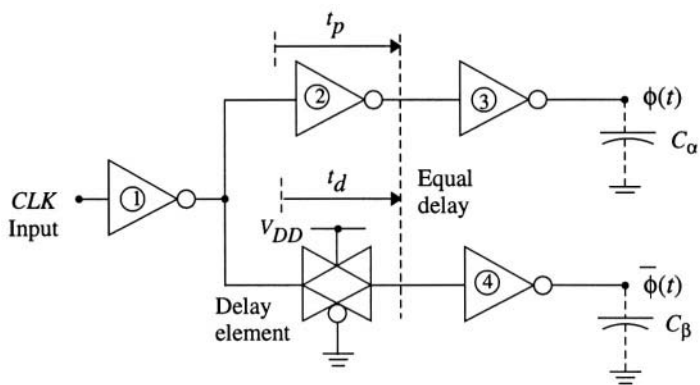 t_p
②
③
ϕ(t)
C_α
①
CLK
Input
t_d
Equal
delay
V_DD
④
ϕ̄(t)
Delay
element
C_β